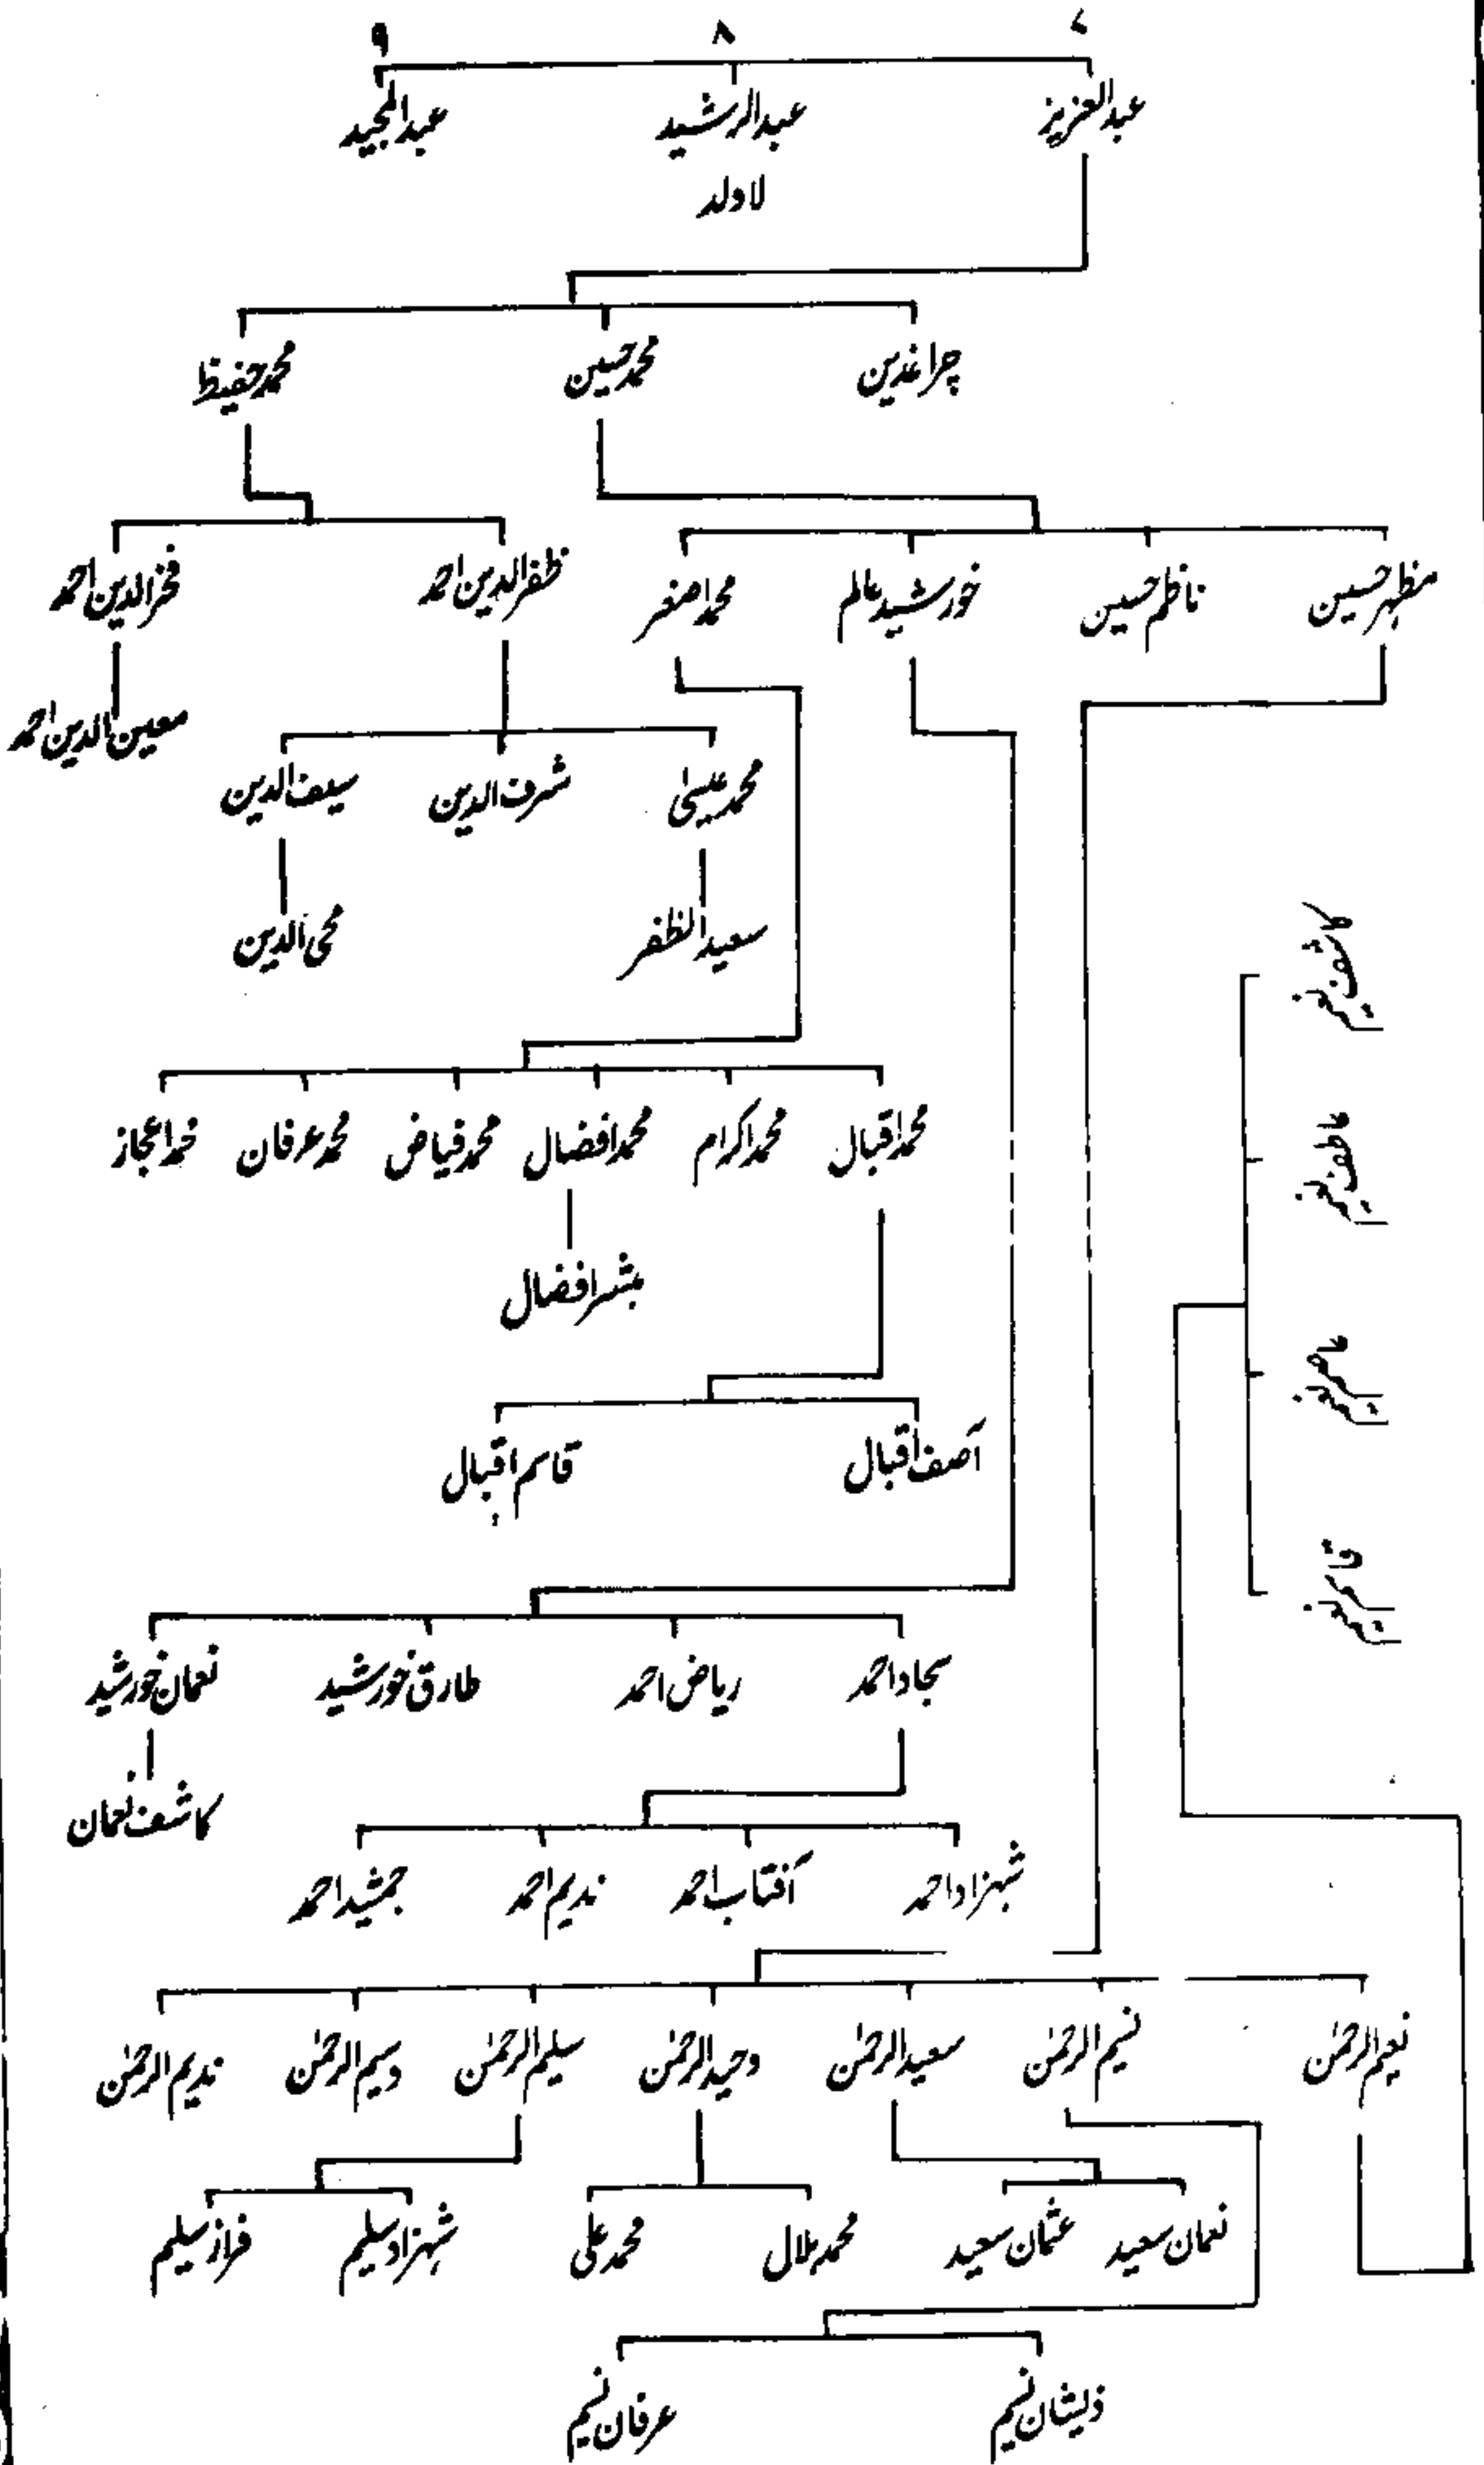 ۷ ۸ ۹
عبدالعزیز عبدالرشید عبدالمجید
لاولد
چراغدین محمد حسین محمد حفیظ
مظہر حسین ناظم حسین خورشید عالم محمد اصغر ظفرالدین احمد فخرالدین احمد
معین الدین احمد
محمد عیسیٰ شرف الدین سیف الدین
سعید الظفر محی الدین
محمد اقبال محمد اکرام محمد افضال محمد فیاض محمد عرفان محمد اعجاز
مبشر افضال
آصف اقبال قاسم اقبال
سجاد احمد ریاض احمد طارق خورشید نعمان خورشید
کاشف نعمان
شہزاد احمد آفتاب احمد ندیم احمد جمشید احمد
نعیم الرحمٰن نسیم الرحمٰن سعید الرحمٰن وحید الرحمٰن سلیم الرحمٰن وسیم الرحمٰن ندیم الرحمٰن
نعمان سعید عثمان سعید محمد بلال محمد علی شہزاد سلیم فراز سلیم
ذیشان نسیم عرفان نسیم